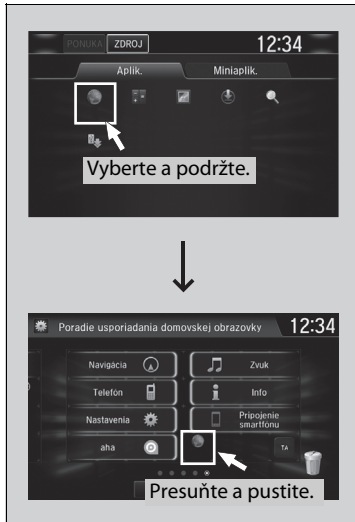 PONUKA ZDROJ 12:34
Aplik. Miniaplik.
Vyberte a podržte.
Poradie usporiadania domovskej obrazovky 12:34
Navigácia Zvuk
Telefón Info
Nastavenia Pripojenie
smartfónu
aha TA
Presuňte a pustite.